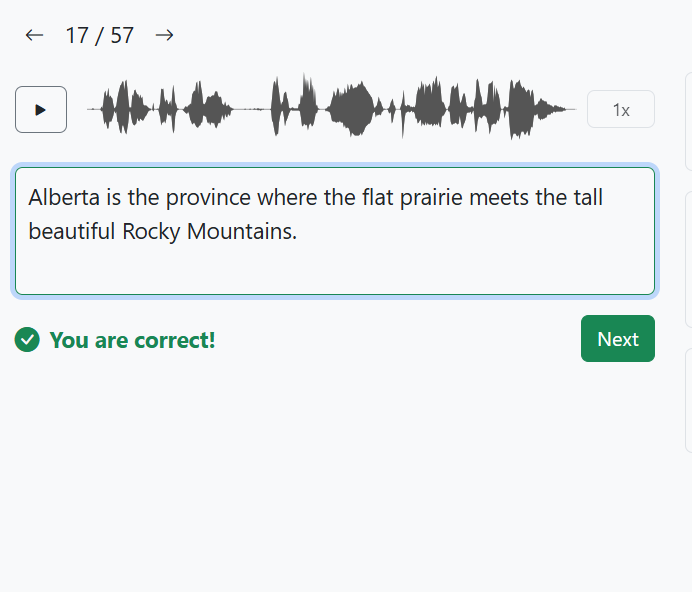 ← 17 / 57 →
1x
Alberta is the province where the flat prairie meets the tall
beautiful Rocky Mountains.
You are correct!
Next